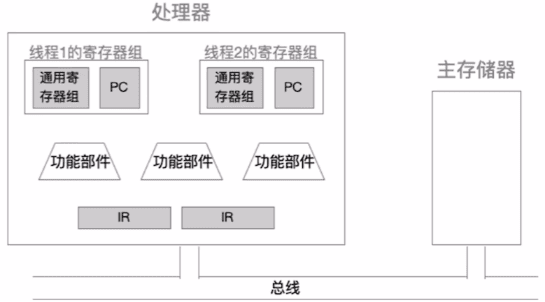 处理器
线程1的寄存器组
线程2的寄存器组
通用寄
存器组
PC
通用寄
存器组
PC
主存储器
功能部件
功能部件
功能部件
IR
IR
总线